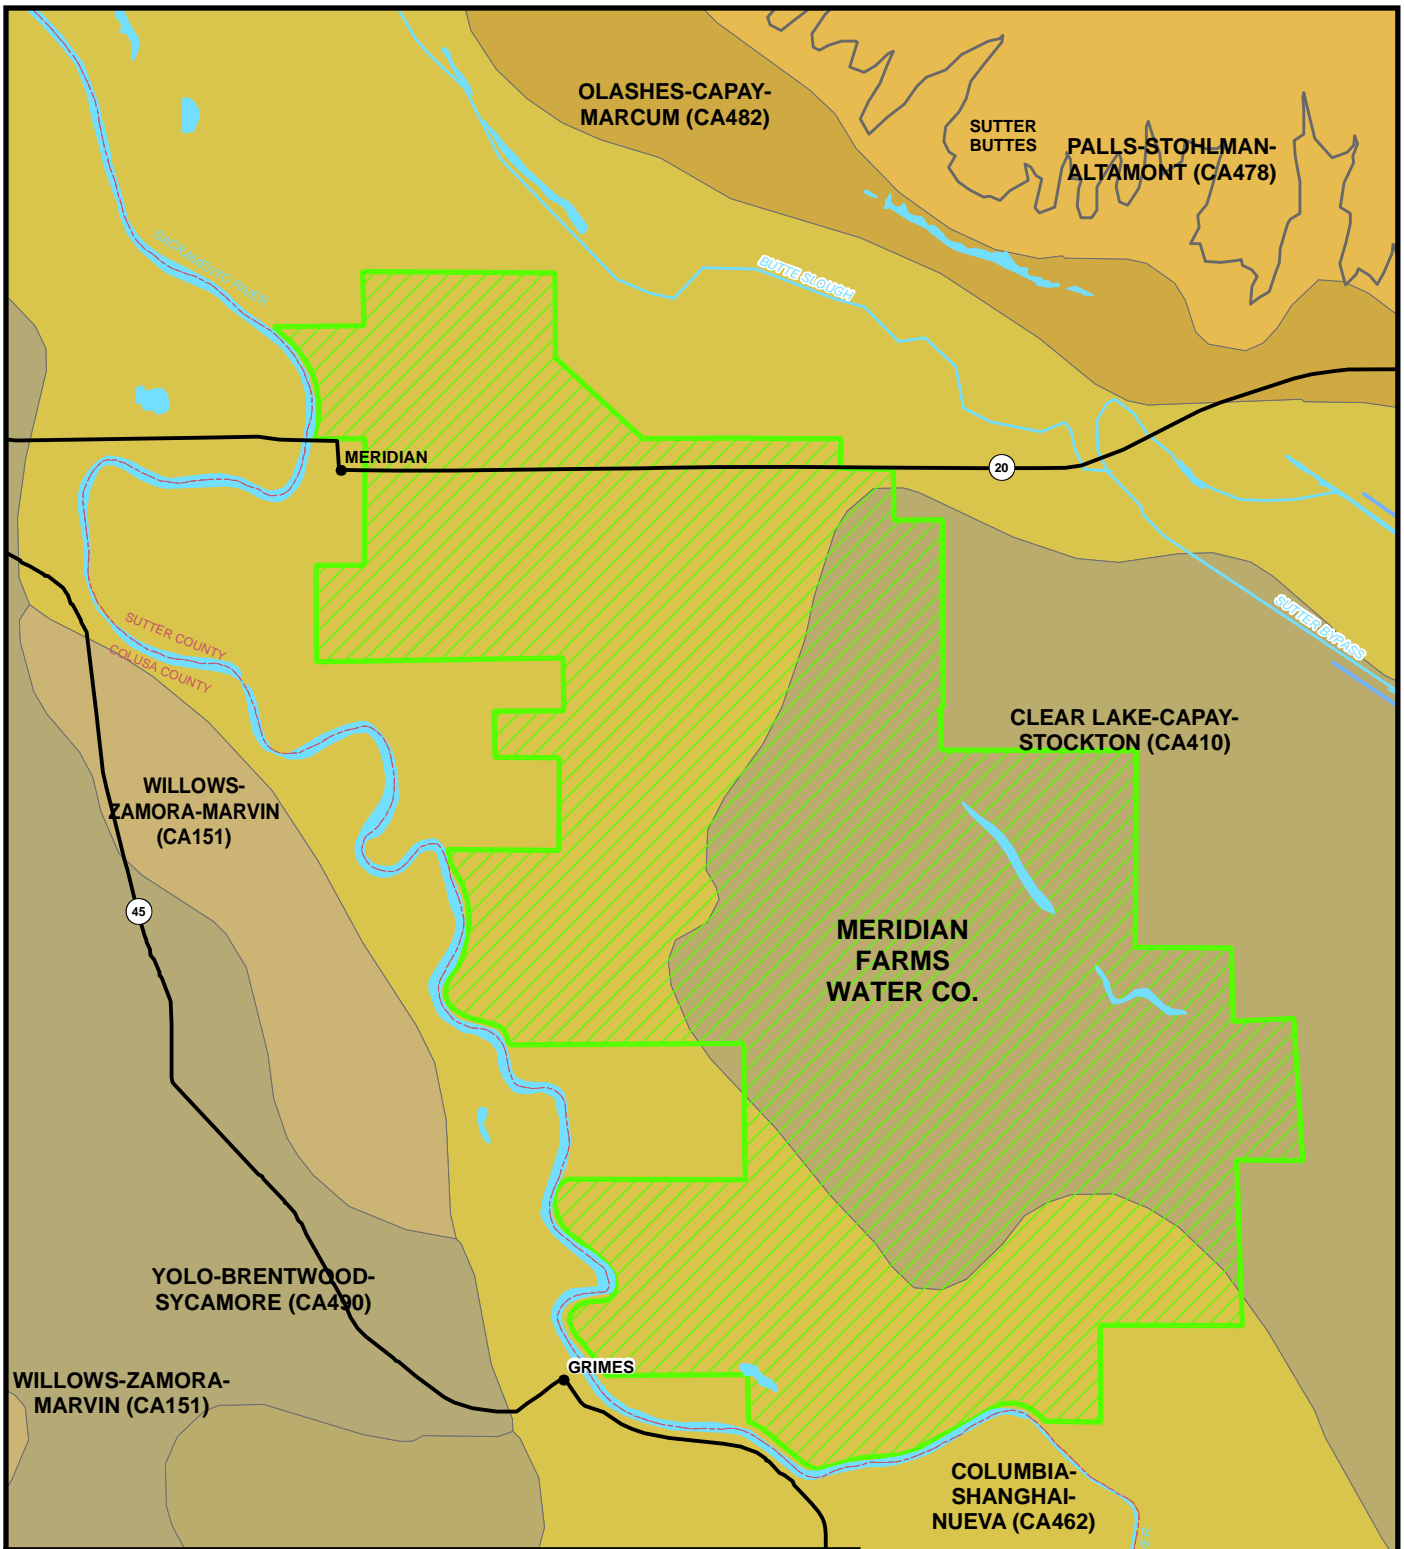 OLASHES-CAPAY-
MARCUM (CA482)
SUTTER
BUTTES
PALLS-STOHLMAN-
ALTAMONT (CA478)
SACRAMENTO RIVER
BUTTE SLOUGH
MERIDIAN
20
SUTTER BYPASS
SUTTER COUNTY
COLUSA COUNTY
CLEAR LAKE-CAPAY-
STOCKTON (CA410)
WILLOWS-
ZAMORA-MARVIN
(CA151)
45
MERIDIAN
FARMS
WATER CO.
YOLO-BRENTWOOD-
SYCAMORE (CA490)
GRIMES
WILLOWS-ZAMORA-
MARVIN (CA151)
COLUMBIA-
SHANGHAI-
NUEVA (CA462)